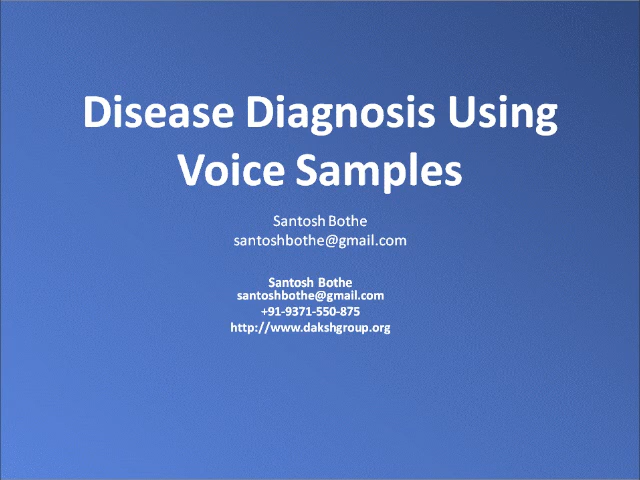 Disease Diagnosis Using
Voice Samples
Santosh Bothe
santoshbothe@gmail.com
Santosh Bothe
santoshbothe@gmail.com
+91-9371-550-875
http://www.dakshgroup.org